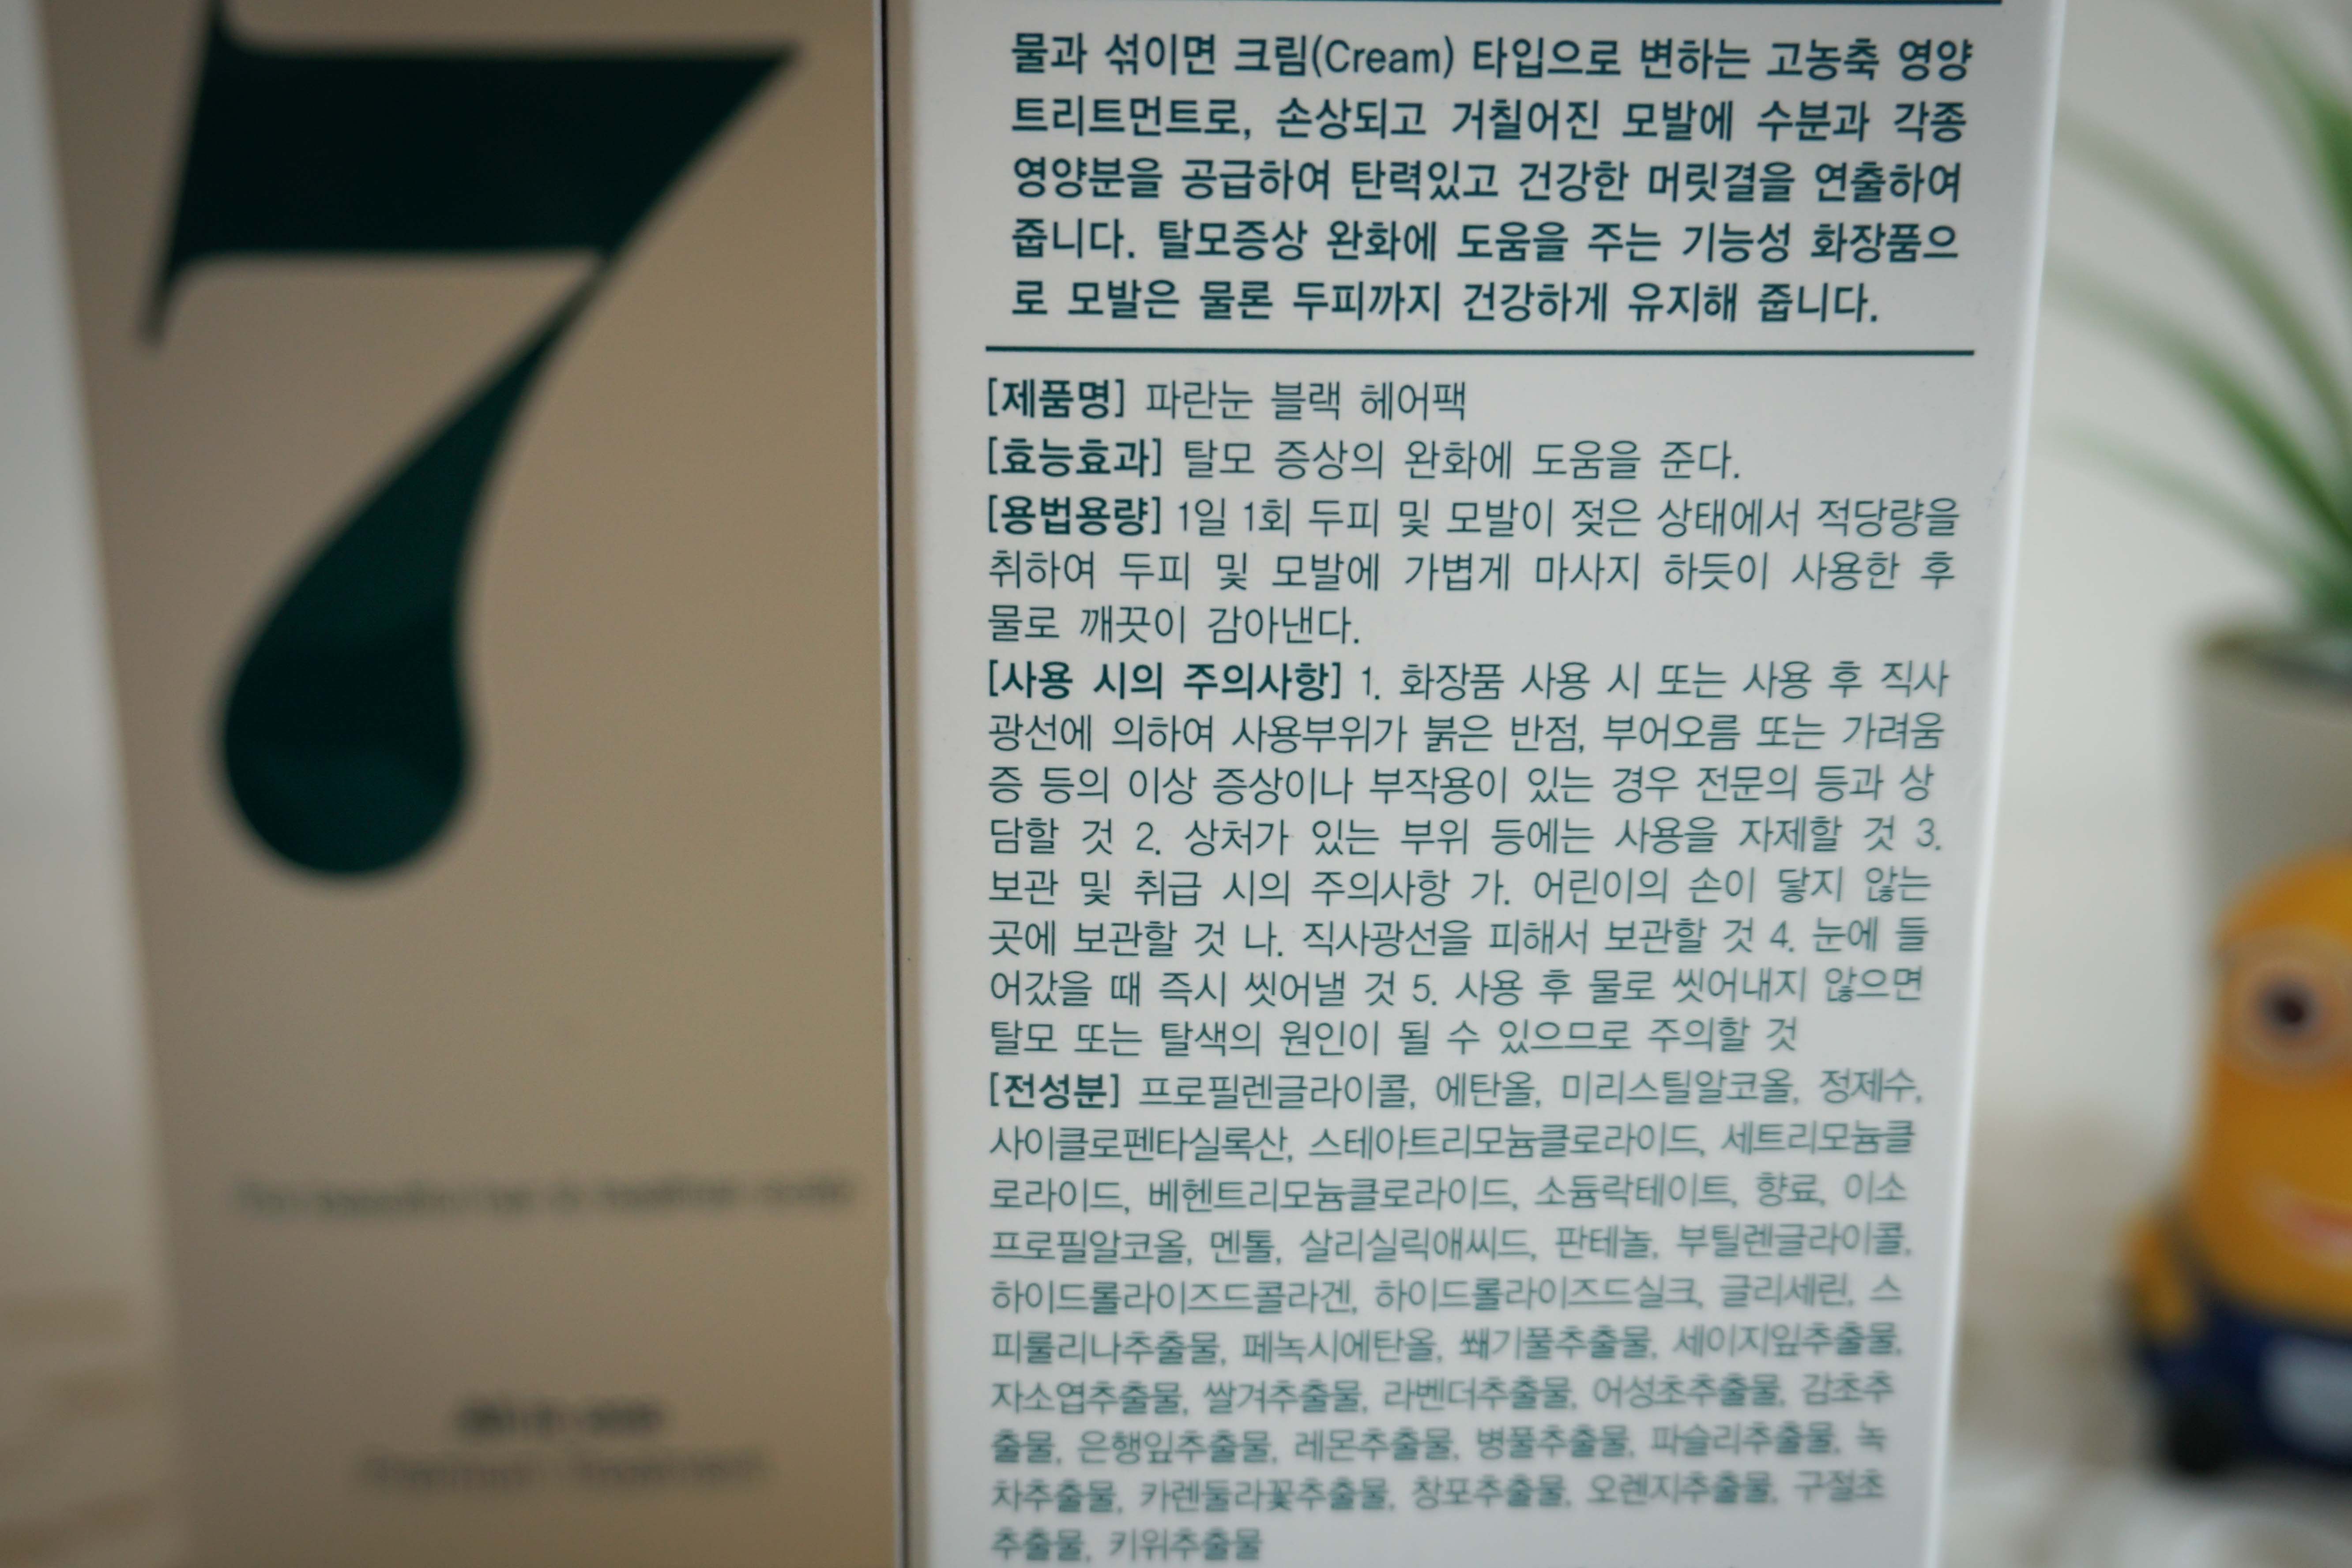 7
물과 섞이면 크림(Cream) 타입으로 변하는 고농축 영양
트리트먼트로, 손상되고 거칠어진 모발에 수분과 각종
영양분을 공급하여 탄력있고 건강한 머릿결을 연출하여
줍니다. 탈모증상 완화에 도움을 주는 기능성 화장품으
로 모발은 물론 두피까지 건강하게 유지해 줍니다.
[제품명] 파란눈 블랙 헤어팩
[효능효과] 탈모 증상의 완화에 도움을 준다.
[용법용량] 1일 1회 두피 및 모발이 젖은 상태에서 적당량을
취하여 두피 및 모발에 가볍게 마사지 하듯이 사용한 후
물로 깨끗이 감아낸다.
[사용 시의 주의사항] 1. 화장품 사용 시 또는 사용 후 직사
광선에 의하여 사용부위가 붉은 반점, 부어오름 또는 가려움
증 등의 이상 증상이나 부작용이 있는 경우 전문의 등과 상
담할 것 2. 상처가 있는 부위 등에는 사용을 자제할 것 3.
보관 및 취급 시의 주의사항 가. 어린이의 손이 닿지 않는
곳에 보관할 것 나. 직사광선을 피해서 보관할 것 4. 눈에 들
어갔을 때 즉시 씻어낼 것 5. 사용 후 물로 씻어내지 않으면
탈모 또는 탈색의 원인이 될 수 있으므로 주의할 것
[전성분] 프로필렌글라이콜, 에탄올, 미리스틸알코올, 정제수,
사이클로펜타실록산, 스테아트리모늄클로라이드, 세트리모늄클
로라이드, 베헨트리모늄클로라이드, 소듐락테이트, 향료, 이소
프로필알코올, 멘톨, 살리실릭애씨드, 판테놀, 부틸렌글라이콜,
하이드롤라이즈드콜라겐, 하이드롤라이즈드실크, 글리세린, 스
피룰리나추출물, 페녹시에탄올, 쐐기풀추출물, 세이지잎추출물,
자소엽추출물, 쌀겨추출물, 라벤더추출물, 어성초추출물, 감초추
출물, 은행잎추출물, 레몬추출물, 병풀추출물, 파슬리추출물, 녹
차추출물, 카렌둘라꽃추출물, 창포추출물, 오렌지추출물, 구절초
추출물, 키위추출물